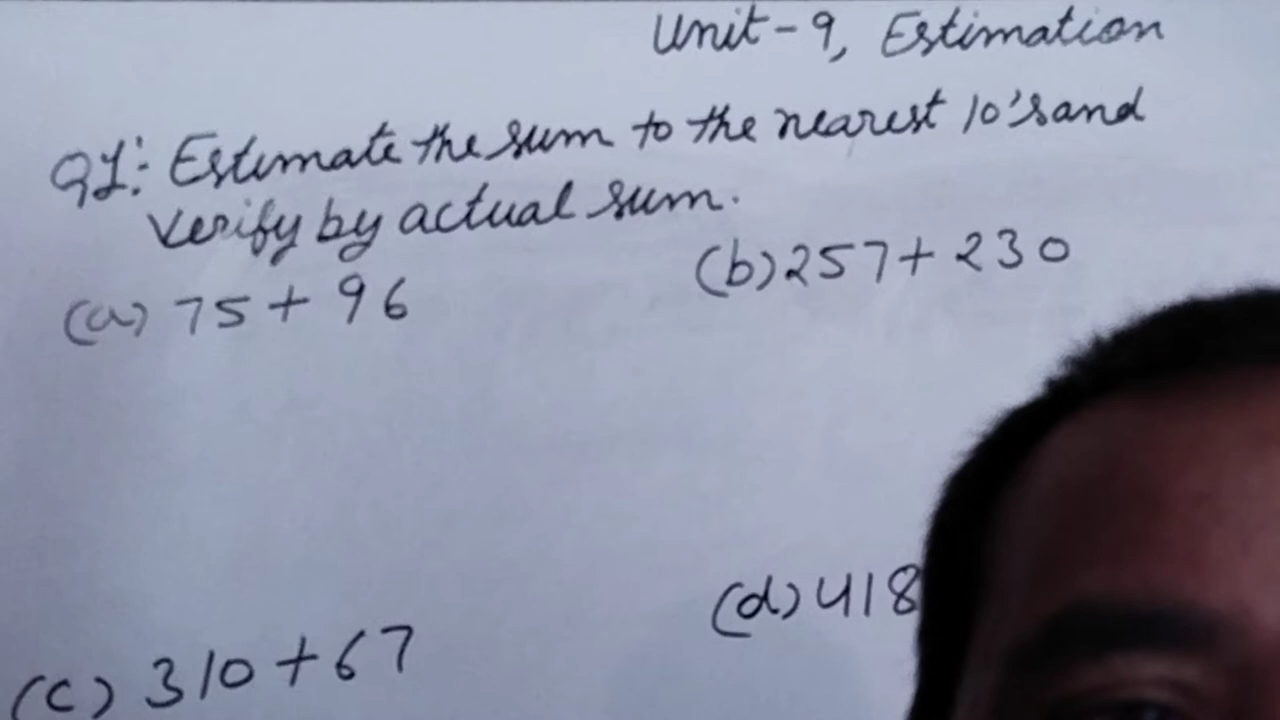 Unit-9, Estimation
Q1: Estimate the sum to the nearest 10's and
Verify by actual sum.
(a) 75+96
(b) 257+230
(c) 310+67
(d) 418